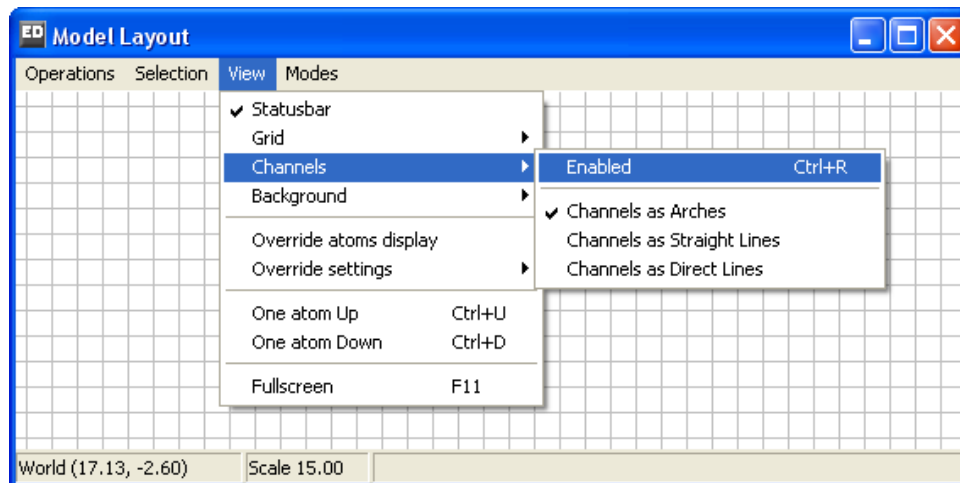 ED Model Layout
Operations Selection View Modes
Statusbar
Grid
Channels
Background
Override atoms display
Override settings
One atom Up Ctrl+U
One atom Down Ctrl+D
Fullscreen F11
Enabled Ctrl+R
Channels as Arches
Channels as Straight Lines
Channels as Direct Lines
World (17.13, -2.60) Scale 15.00